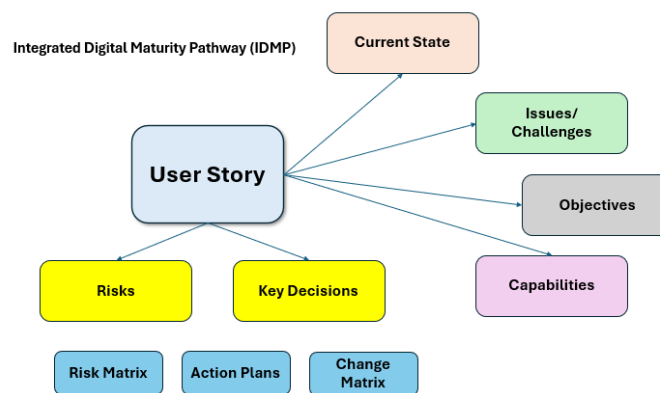 Integrated Digital Maturity Pathway (IDMP)
Current State
Issues/
Challenges
User Story
Objectives
Capabilities
Risks
Key Decisions
Risk Matrix
Action Plans
Change
Matrix